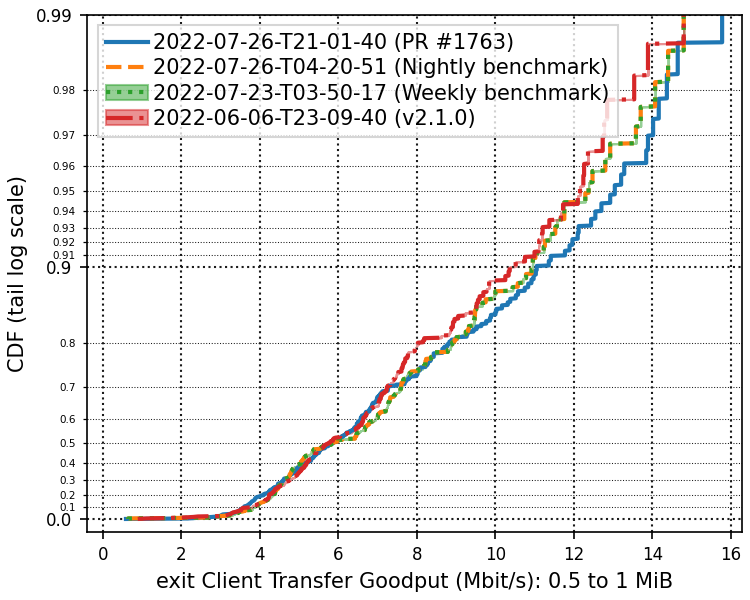 0.99
2022-07-26-T21-01-40 (PR #1763)
2022-07-26-T04-20-51 (Nightly benchmark)
2022-07-23-T03-50-17 (Weekly benchmark)
2022-06-06-T23-09-40 (v2.1.0)
0.98
0.97
0.96
0.95
0.94
0.93
0.92
0.91
0.9
0.8
0.7
0.6
0.5
0.4
0.3
0.2
0.1
0.0
CDF (tail log scale)
0 2 4 6 8 10 12 14 16
exit Client Transfer Goodput (Mbit/s): 0.5 to 1 MiB